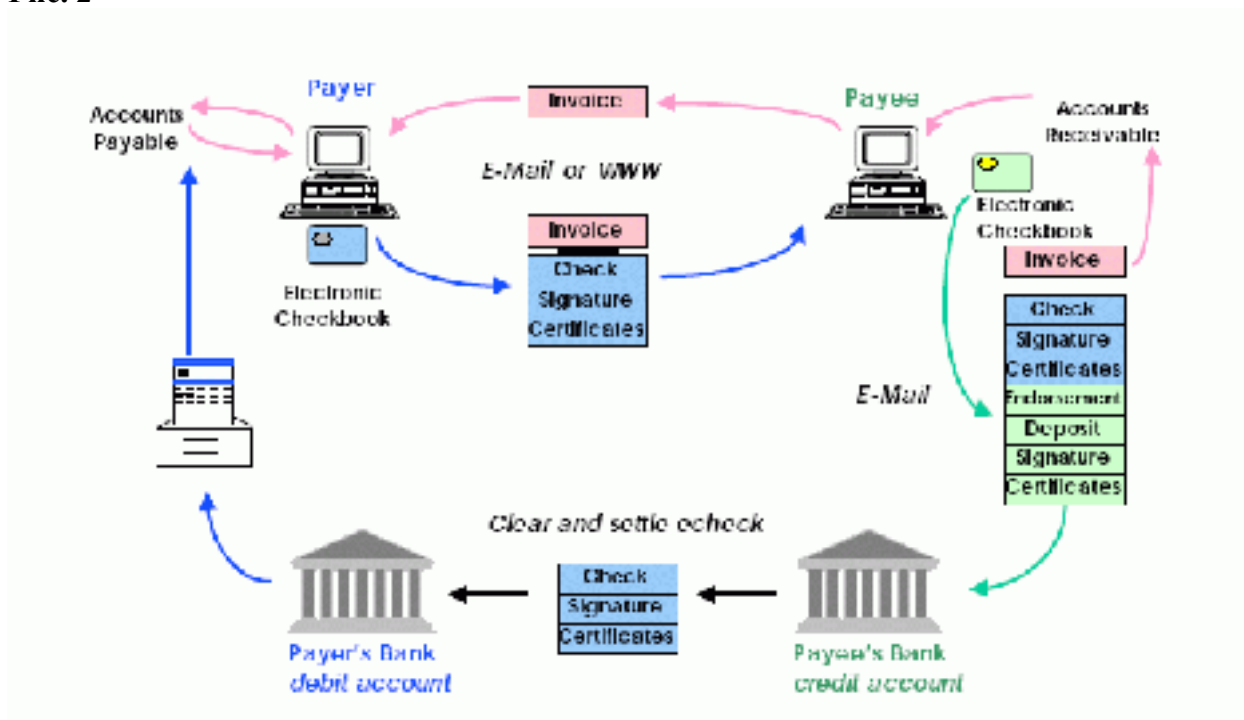 Payer
Invoice
Payee
Accounts
Payable
Accounts
Receivable
E-Mail or WWW
Electronic
Checkbook
Invoice
Check
Signature
Certificates
Electronic
Checkbook
Invoice
Check
Signature
Certificates
Endorsement
Deposit
Signature
Certificates
E-Mail
Clear and settle echeck
Check
Signature
Certificates
Payer's Bank
debit account
Payee's Bank
credit account